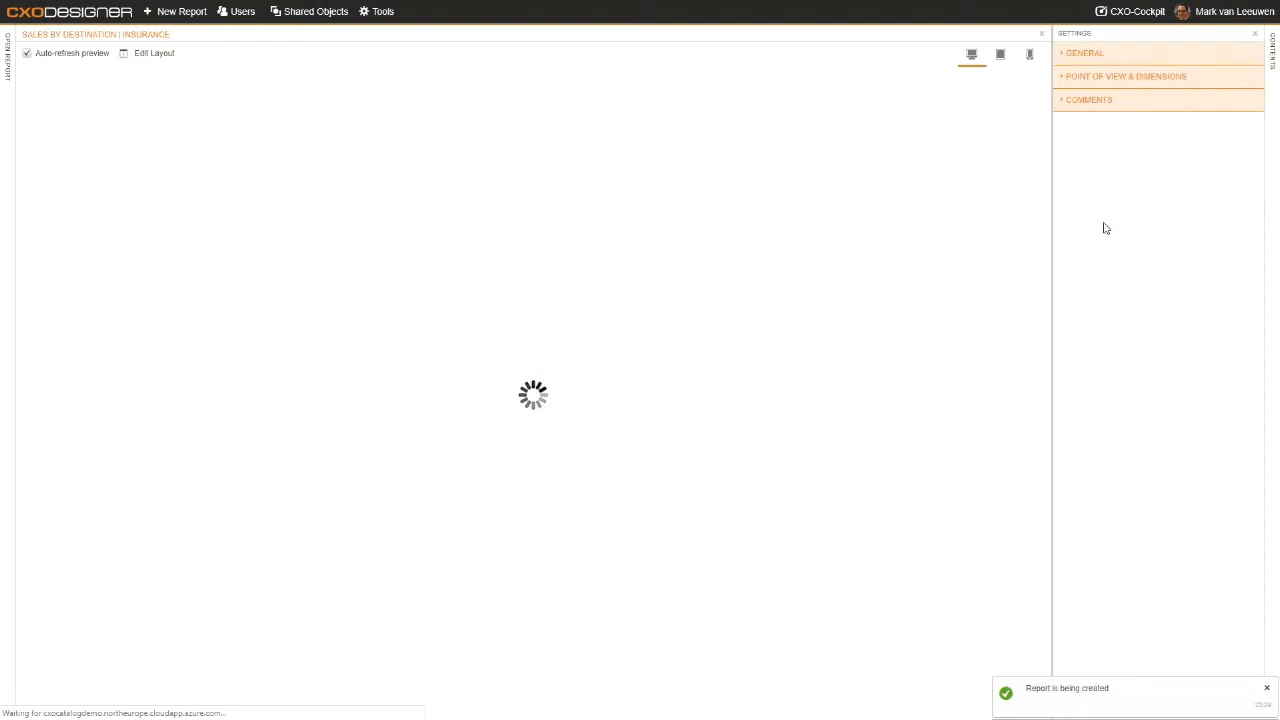 CXODESIGNER
New Report
Users
Shared Objects
Tools
CXO-Cockpit
Mark van Leeuwen
OPEN REPORT
SALES BY DESTINATION | INSURANCE
Auto-refresh preview
Edit Layout
SETTINGS
GENERAL
POINT OF VIEW & DIMENSIONS
COMMENTS
CONTENTS
Report is being created
Waiting for cxocatalogdemo.northeurope.cloudapp.azure.com...